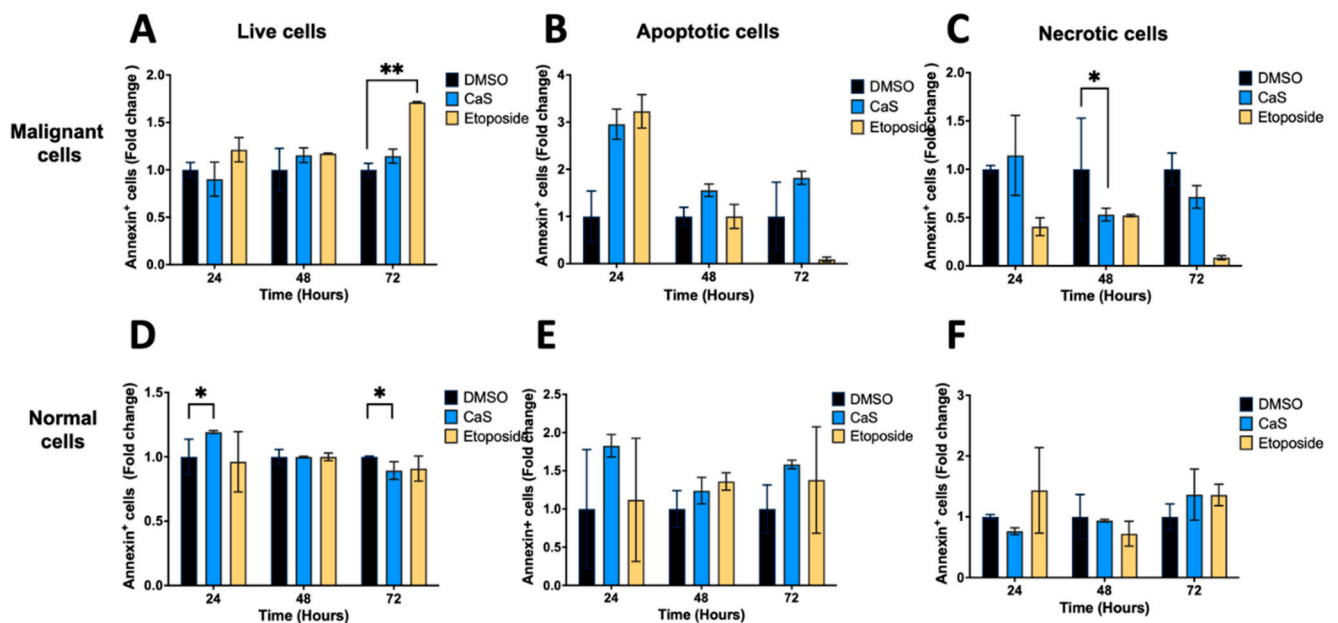 A
Live cells
B
Apoptotic cells
C
Necrotic cells
Malignant
cells
Annexin+ cells (Fold change )
2.0
1.5
1.0
0.5
0.0
**
DMSO
CaS
Etoposide
24
48
72
Time (Hours)
Annexin+ cells (Fold change)
4
3
2
1
0
DMSO
CaS
Etoposide
24
48
72
Time (Hours)
Annexin+ cells (Fold change)
2.0
1.5
1.0
0.5
0.0
*
DMSO
CaS
Etoposide
24
48
72
Time (Hours)
D
E
F
Normal
cells
Annexin+ cells (Fold change)
1.5
1.0
0.5
0.0
*
*
DMSO
CaS
Etoposide
24
48
72
Time (Hours)
Annexin+ cells (Fold change)
2.5
2.0
1.5
1.0
0.5
0.0
DMSO
CaS
Etoposide
24
48
72
Time (Hours)
Annexin+ cells (Fold change)
3
2
1
0
DMSO
CaS
Etoposide
24
48
72
Time (Hours)